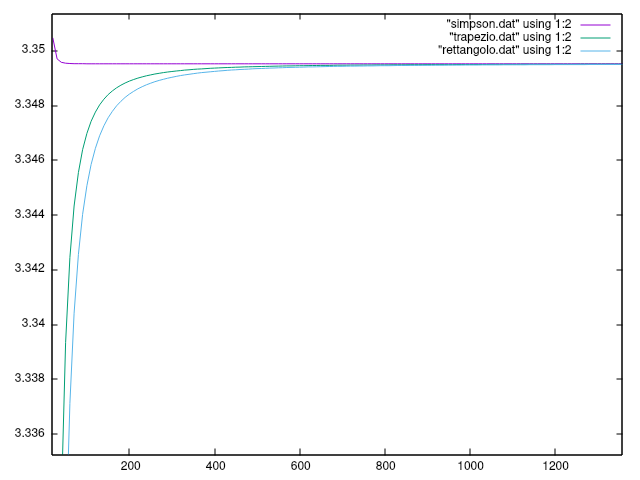 "simpson.dat" using 1:2
"trapezio.dat" using 1:2
"rettangolo.dat" using 1:2
3.35
3.348
3.346
3.344
3.342
3.34
3.338
3.336
200 400 600 800 1000 1200